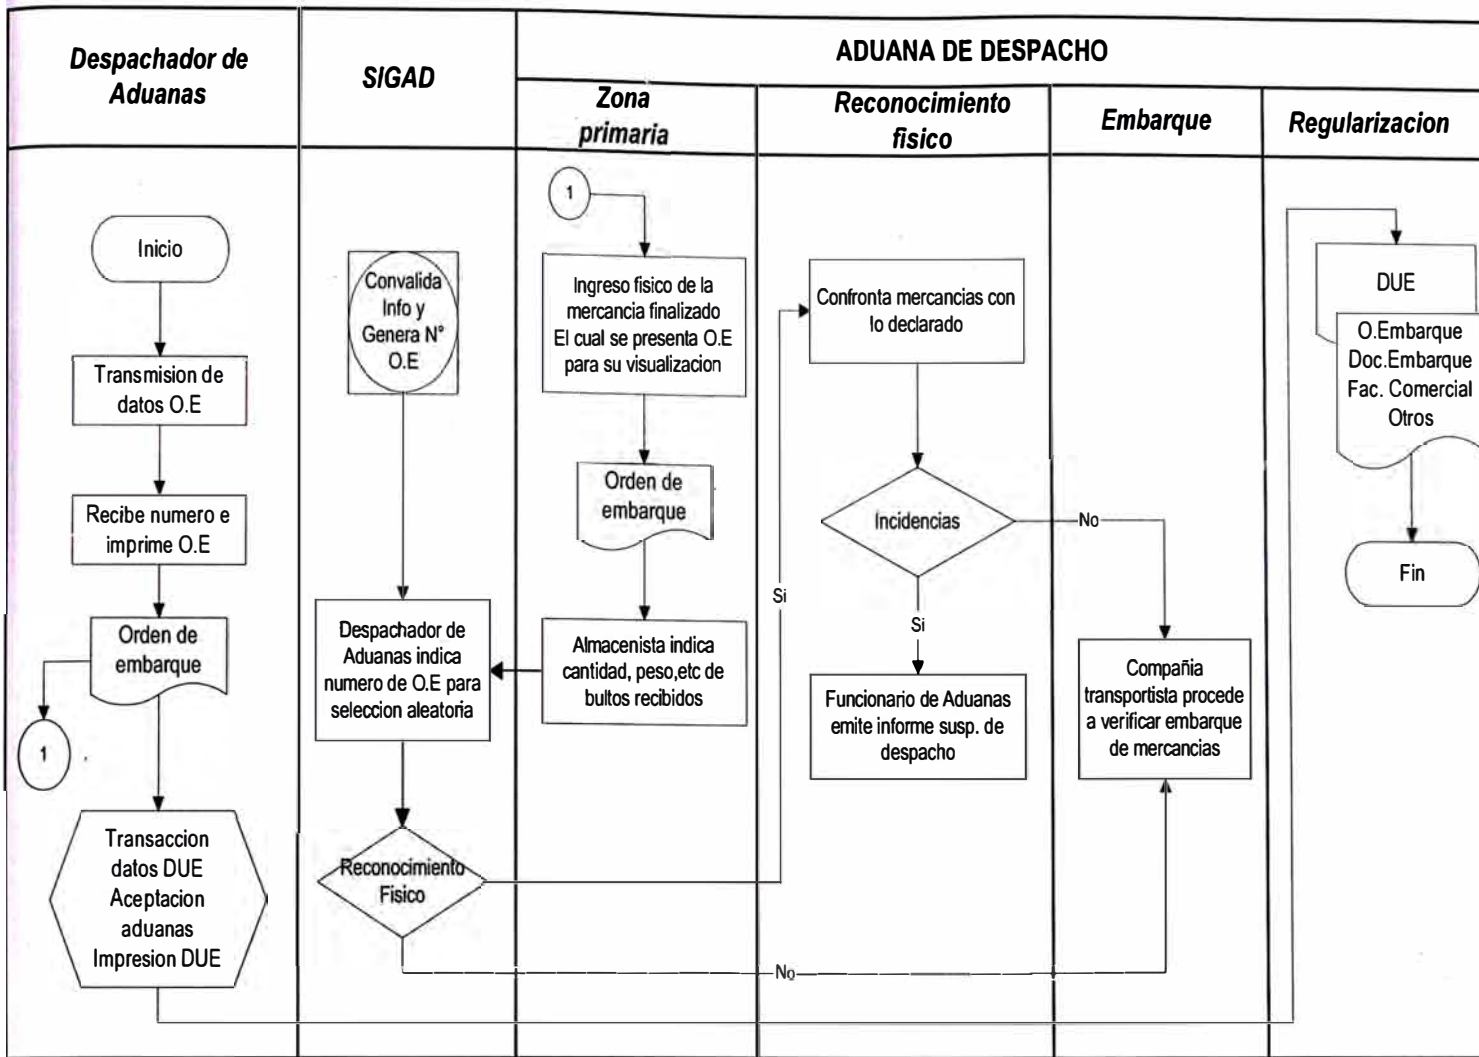 Despachador de
Aduanas
SIGAD
ADUANA DE DESPACHO
Zona
primaria
Reconocimiento
fisico
Embarque
Regularizacion
Inicio
Transmision de
datos O.E
Recibe numero e
imprime O.E
Orden de
embarque
1
Transaccion
datos DUE
Aceptacion
aduanas
Impresion DUE
Convalida
Info y
Genera N°
O.E
Despachador de
Aduanas indica
numero de O.E para
seleccion aleatoria
Reconocimiento
Fisico
1
Ingreso fisico de la
mercancia finalizado
El cual se presenta O.E
para su visualizacion
Orden de
embarque
Almacenista indica
cantidad, peso,etc de
bultos recibidos
Si
No
Confronta mercancias con
lo declarado
Incidencias
No
Si
Funcionario de Aduanas
emite informe susp. de
despacho
Compañia
transportista procede
a verificar embarque
de mercancias
DUE
O.Embarque
Doc.Embarque
Fac. Comercial
Otros
Fin